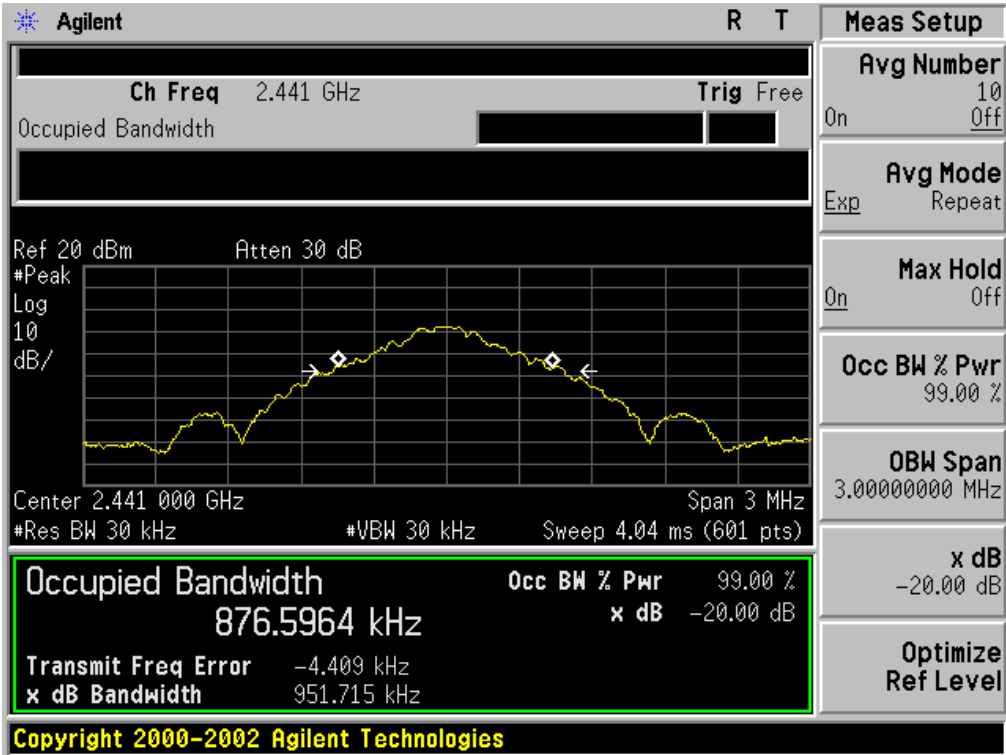 Agilent R T
Ch Freq 2.441 GHz Trig Free
Occupied Bandwidth
Ref 20 dBm Atten 30 dB
#Peak
Log
10
dB/
Center 2.441 000 GHz Span 3 MHz
#Res BW 30 kHz #VBW 30 kHz Sweep 4.04 ms (601 pts)
Occupied Bandwidth Occ BW % Pwr 99.00 %
876.5964 kHz x dB -20.00 dB
Transmit Freq Error -4.409 kHz
x dB Bandwidth 951.715 kHz
Copyright 2000-2002 Agilent Technologies
Meas Setup
Avg Number
10
On Off
Avg Mode
Exp Repeat
Max Hold
On Off
Occ BW % Pwr
99.00 %
OBW Span
3.00000000 MHz
x dB
-20.00 dB
Optimize
Ref Level